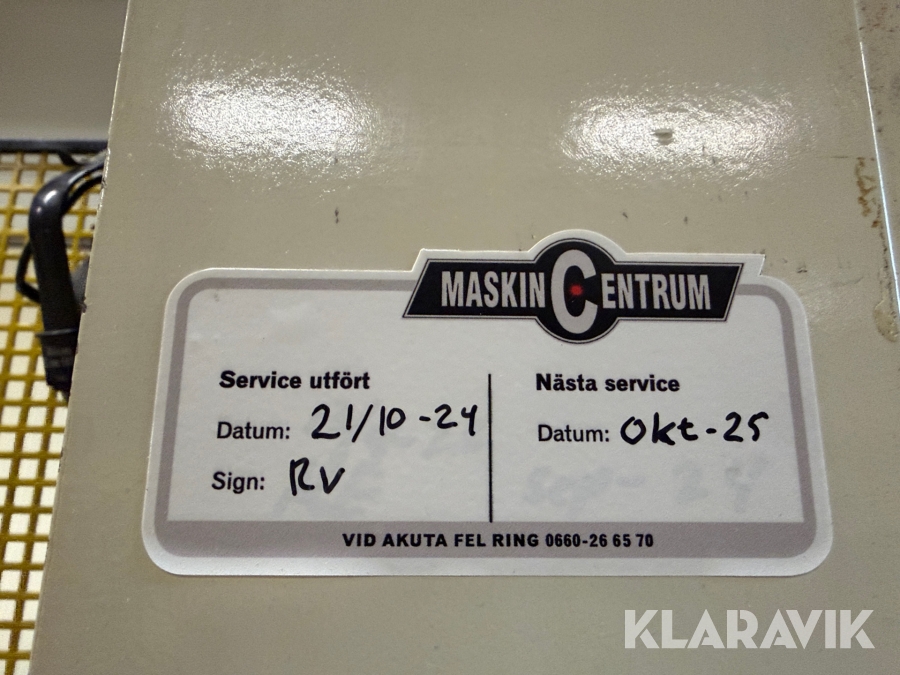 MASKIN CENTRUM
Service utfört
Datum: 21/10-24
Sign: RV
Nästa service
Datum: Okt-25
VID AKUTA FEL RING 0660-26 65 70
KLARAVIK